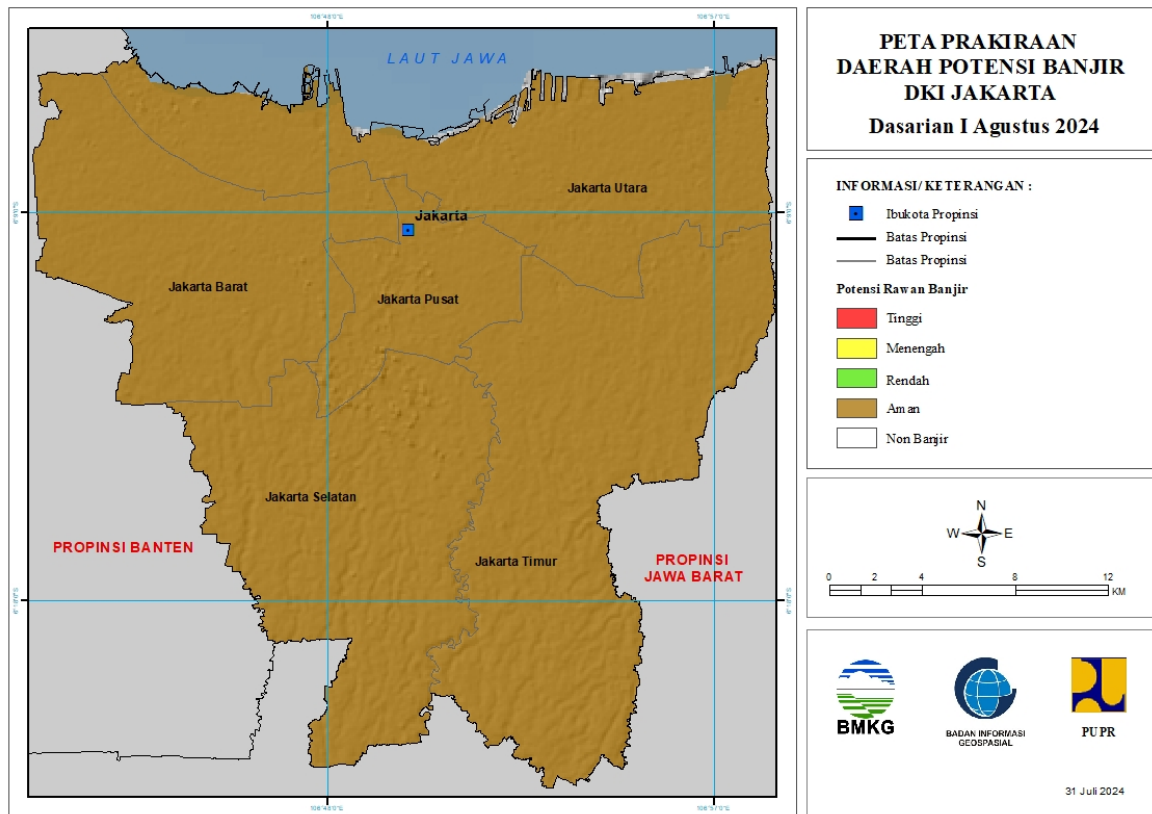 PETA PRAKIRAAN
DAERAH POTENSI BANJIR
DKI JAKARTA
Dasarian I Agustus 2024
INFORMASI/ KETERANGAN :
Ibukota Propinsi
Batas Propinsi
Batas Propinsi
Potensi Rawan Banjir
Tinggi
Menengah
Rendah
Aman
Non Banjir
N
W
E
S
0
2
4
8
12
KM
BMKG
BADAN INFORMASI
GEOSPASIAL
PUPR
31 Juli 2024
LAUT JAWA
Jakarta Utara
Jakarta
Jakarta Barat
Jakarta Pusat
Jakarta Selatan
Jakarta Timur
PROPINSI BANTEN
PROPINSI
JAWA BARAT